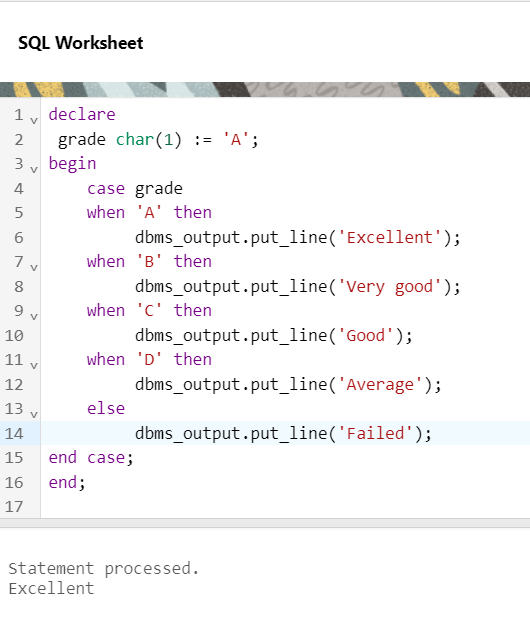 SQL Worksheet
1 declare
2 grade char(1) := 'A';
3 begin
4 case grade
5 when 'A' then
6 dbms_output.put_line('Excellent');
7 when 'B' then
8 dbms_output.put_line('Very good');
9 when 'C' then
10 dbms_output.put_line('Good');
11 when 'D' then
12 dbms_output.put_line('Average');
13 else
14 dbms_output.put_line('Failed');
15 end case;
16 end;
17
Statement processed.
Excellent